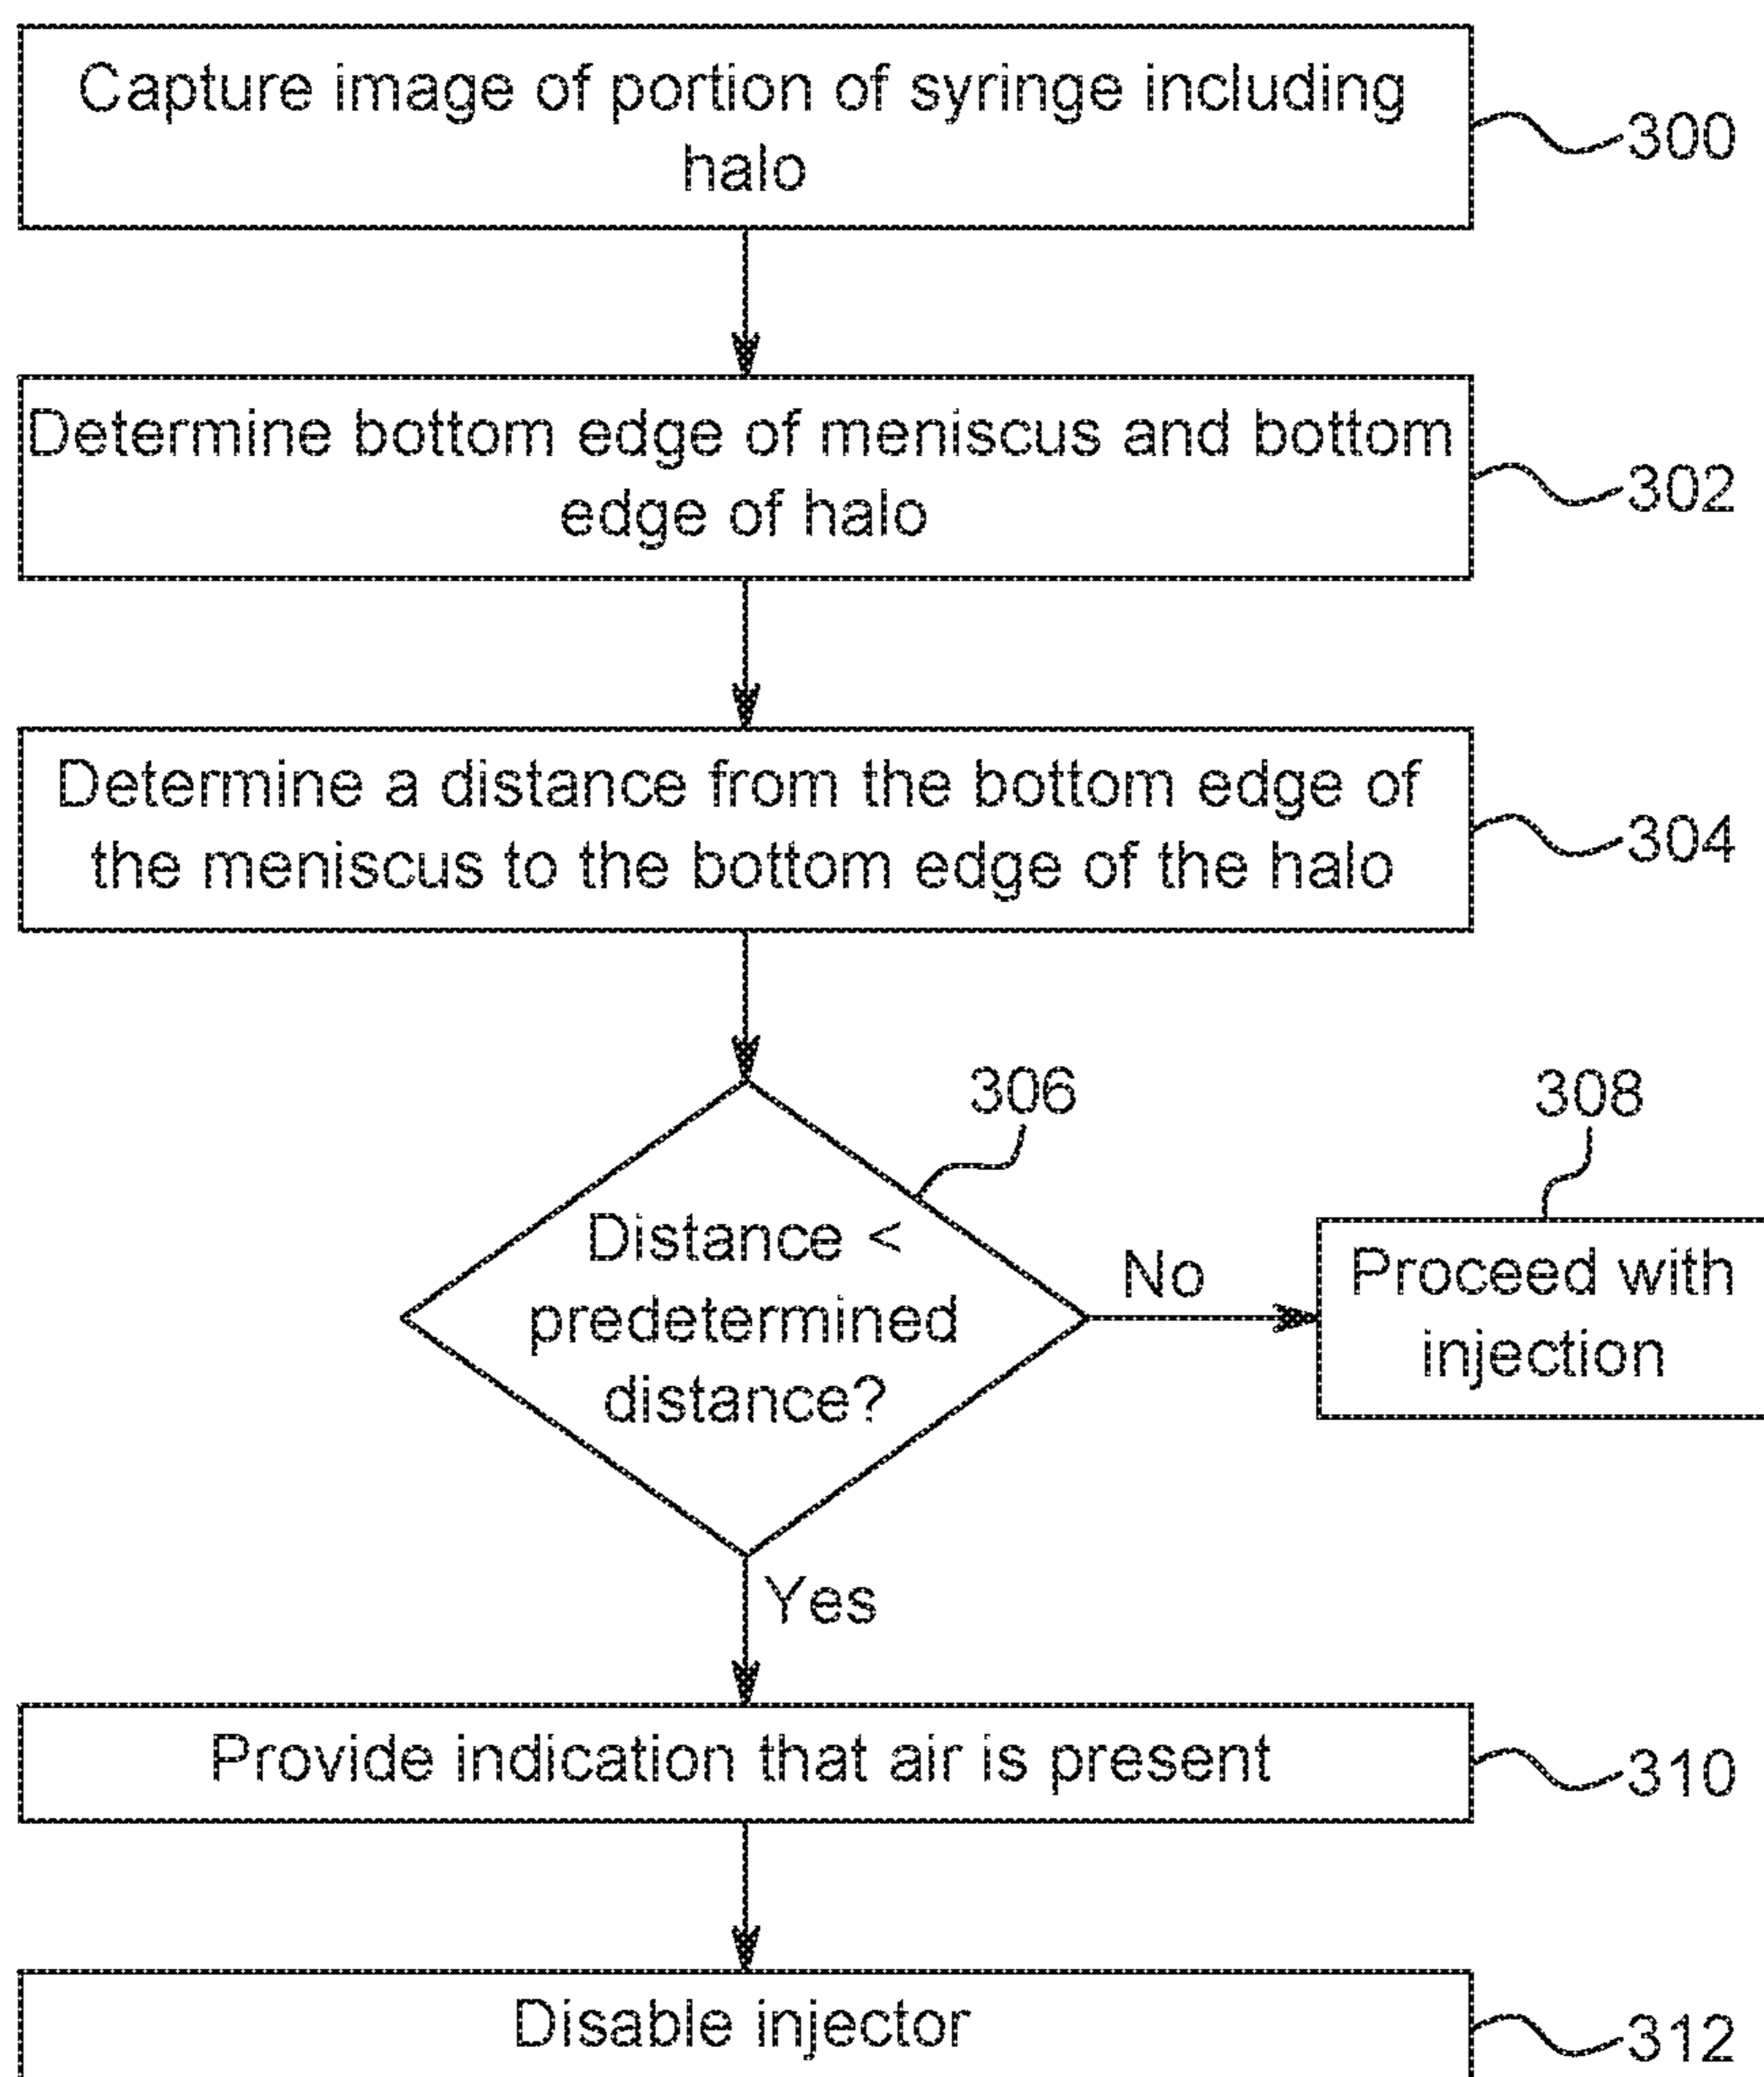 Capture image of portion of syringe including
halo
300
Determine bottom edge of meniscus and bottom
edge of halo
302
Determine a distance from the bottom edge of
the meniscus to the bottom edge of the halo
304
306
308
Distance <
predetermined
distance?
No
Proceed with
injection
Yes
Provide indication that air is present
310
Disable injector
312